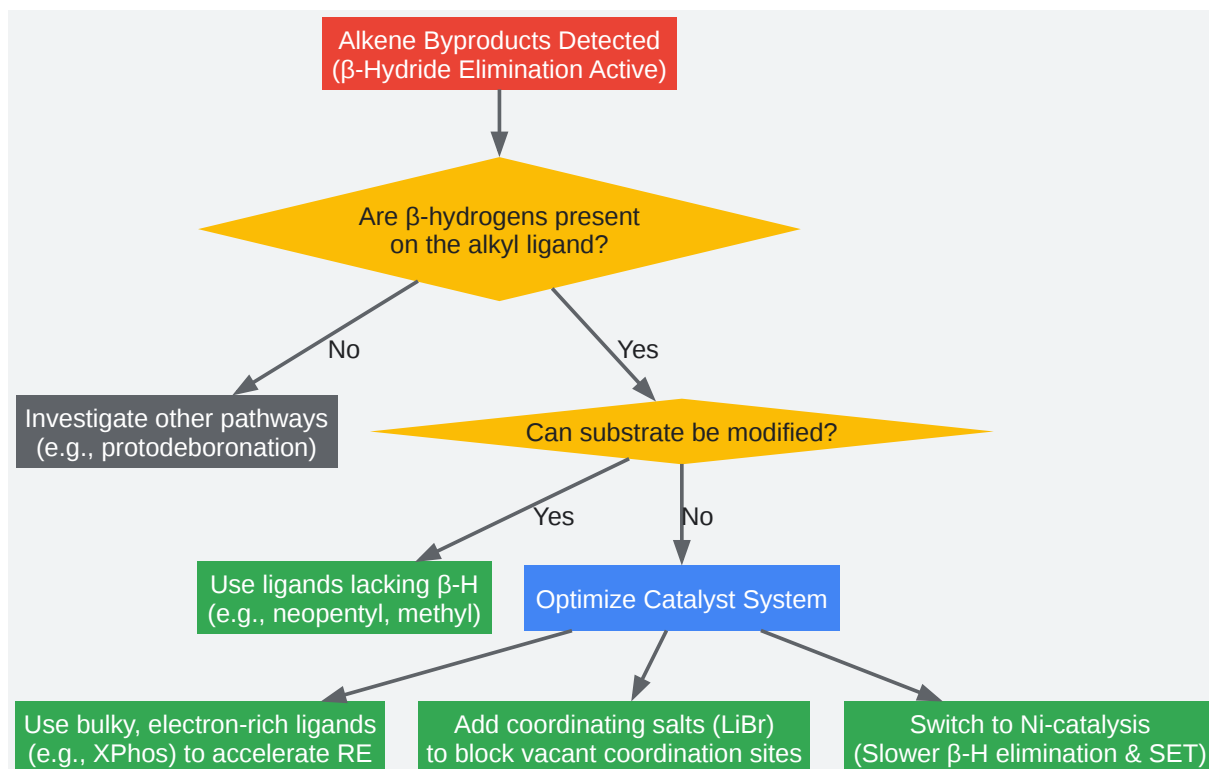 Alkene Byproducts Detected
(β-Hydride Elimination Active)
Are β-hydrogens present
on the alkyl ligand?
No
Yes
Investigate other pathways
(e.g., protodeboronation)
Can substrate be modified?
Yes
No
Use ligands lacking β-H
(e.g., neopentyl, methyl)
Optimize Catalyst System
Use bulky, electron-rich ligands
(e.g., XPhos) to accelerate RE
Add coordinating salts (LiBr)
to block vacant coordination sites
Switch to Ni-catalysis
(Slower β-H elimination & SET)